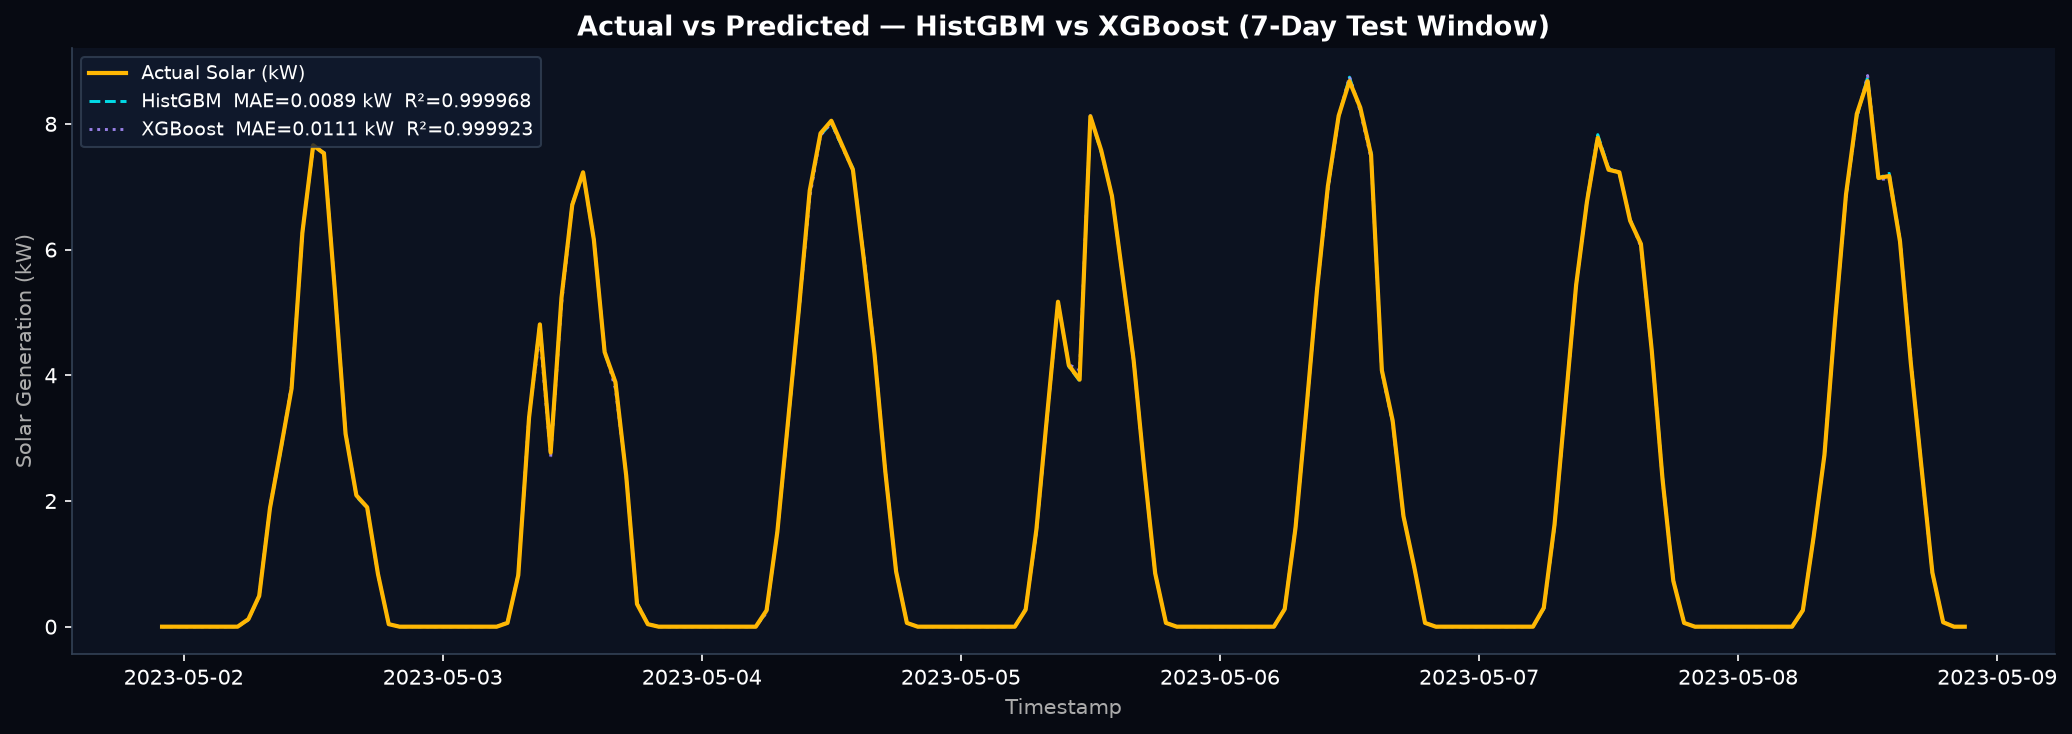 Actual vs Predicted — HistGBM vs XGBoost (7-Day Test Window)
Actual Solar (kW)
HistGBM  MAE=0.0089 kW  R²=0.999968
XGBoost  MAE=0.0111 kW  R²=0.999923
Solar Generation (kW)
8
6
4
2
0
2023-05-02
2023-05-03
2023-05-04
2023-05-05
2023-05-06
2023-05-07
2023-05-08
2023-05-09
Timestamp